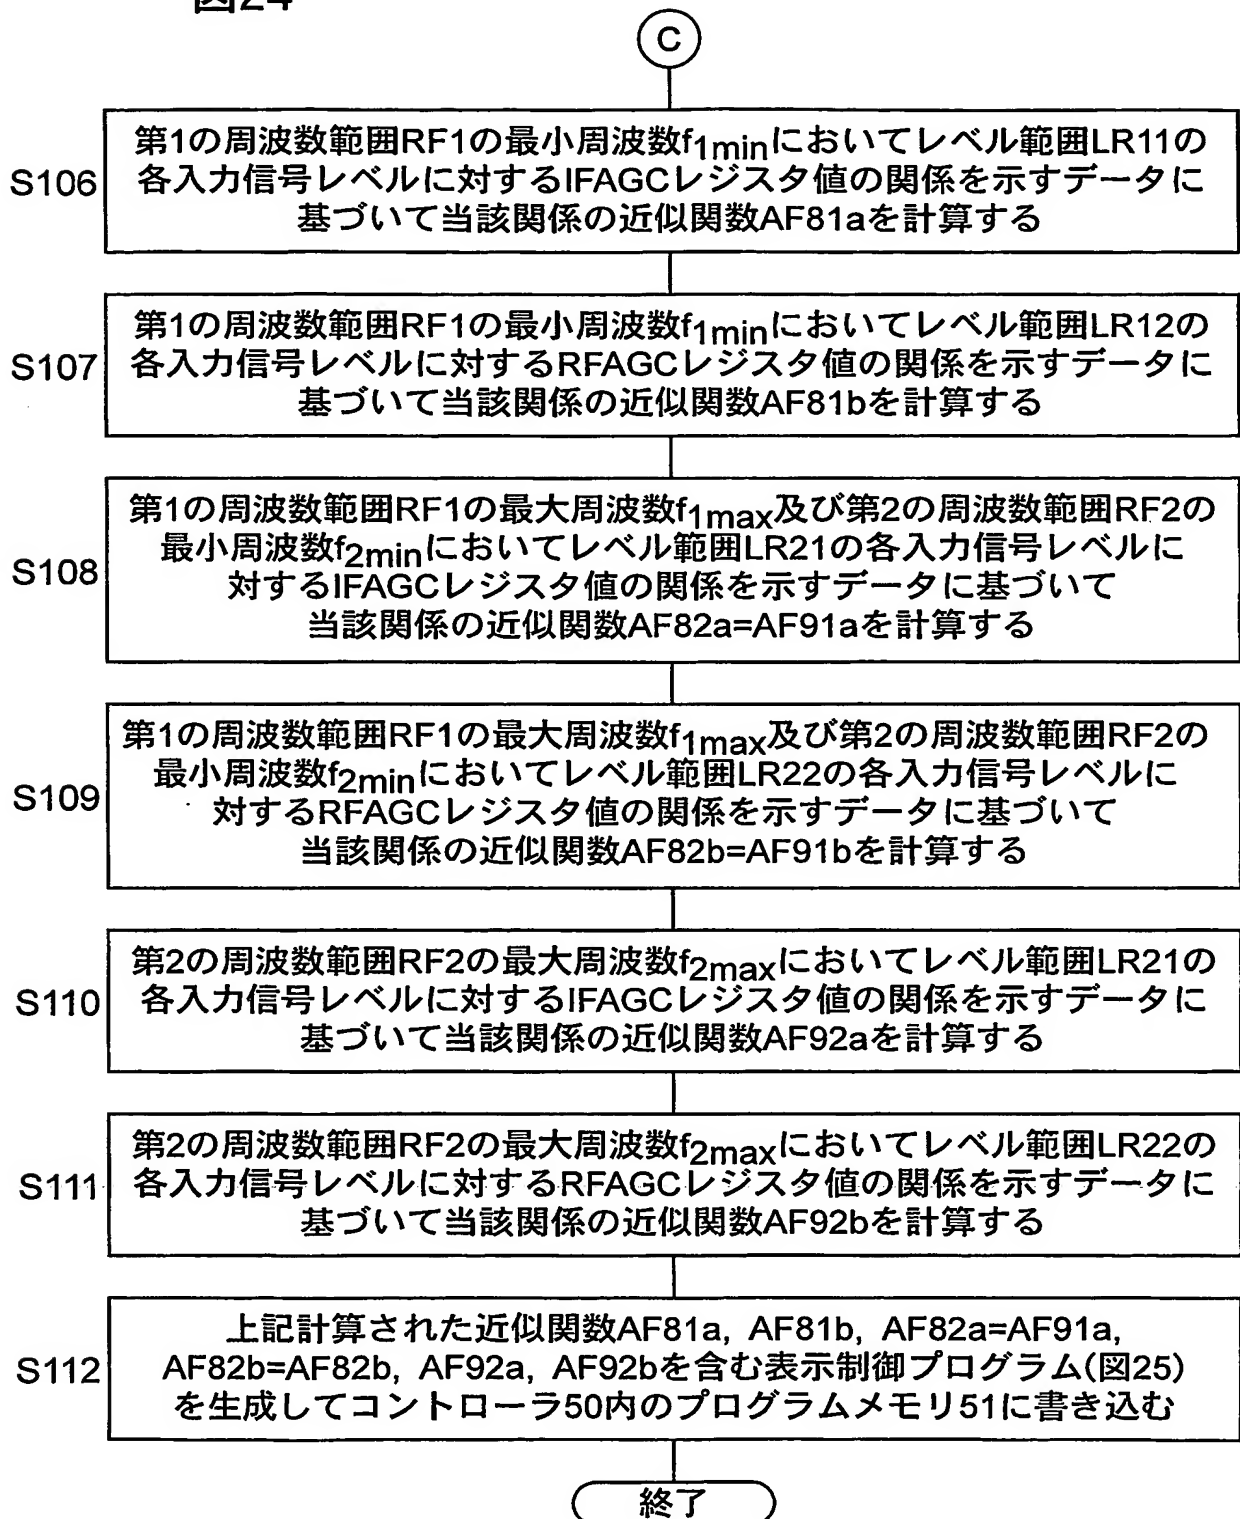 図24
C
S106
第1の周波数範囲RF1の最小周波数f1minにおいてレベル範囲LR11の
各入力信号レベルに対するIFAGCレジスタ値の関係を示すデータに
基づいて当該関係の近似関数AF81aを計算する
S107
第1の周波数範囲RF1の最小周波数f1minにおいてレベル範囲LR12の
各入力信号レベルに対するRFAGCレジスタ値の関係を示すデータに
基づいて当該関係の近似関数AF81bを計算する
S108
第1の周波数範囲RF1の最大周波数f1max及び第2の周波数範囲RF2の
最小周波数f2minにおいてレベル範囲LR21の各入力信号レベルに
対するIFAGCレジスタ値の関係を示すデータに基づいて
当該関係の近似関数AF82a=AF91aを計算する
S109
第1の周波数範囲RF1の最大周波数f1max及び第2の周波数範囲RF2の
最小周波数f2minにおいてレベル範囲LR22の各入力信号レベルに
対するRFAGCレジスタ値の関係を示すデータに基づいて
当該関係の近似関数AF82b=AF91bを計算する
S110
第2の周波数範囲RF2の最大周波数f2maxにおいてレベル範囲LR21の
各入力信号レベルに対するIFAGCレジスタ値の関係を示すデータに
基づいて当該関係の近似関数AF92aを計算する
S111
第2の周波数範囲RF2の最大周波数f2maxにおいてレベル範囲LR22の
各入力信号レベルに対するRFAGCレジスタ値の関係を示すデータに
基づいて当該関係の近似関数AF92bを計算する
S112
上記計算された近似関数AF81a, AF81b, AF82a=AF91a,
AF82b=AF82b, AF92a, AF92bを含む表示制御プログラム(図25)
を生成してコントローラ50内のプログラムメモリ51に書き込む
終了